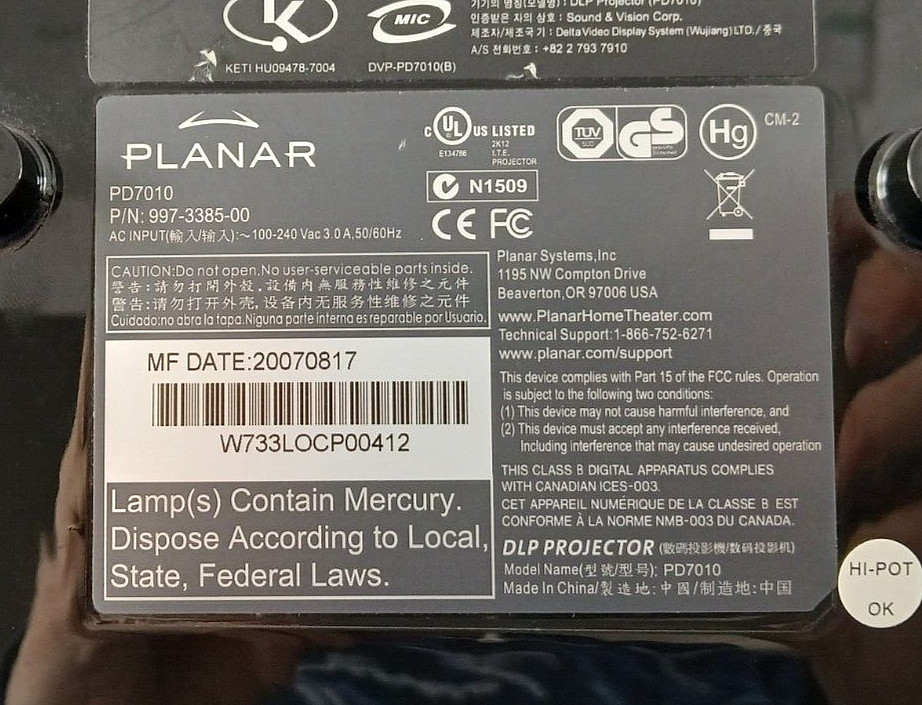 기기의 명칭(모델명) : DLP Projector (PD7010)
인증받은 자의 상호 : Sound & Vision Corp.
제조자/제조국가 : DeltaVideo Display System (Wujiang) LTD. / 중국
A/S 전화번호 : +82 2 793 7910
K
MIC
KETI HU09478-7004
DVP-PD7010(B)
PLANAR
PD7010
P/N: 997-3385-00
AC INPUT(輸入/输入):~100-240 Vac 3.0 A,50/60Hz
C UL US LISTED
E134786
2K12
I.T.E.
PROJECTOR
N1509
CE FC
TUV
GS
Hg
CM-2
CAUTION:Do not open.No user-serviceable parts inside.
警告:請勿打開外殼,設備内無服務性維修之元件
警告:请勿打开外壳,设备内无服务性维修之元件
Cuidado:no abra la tapa.Niguna parte interna es reparable por Usuario.
MF DATE:20070817
W733LOCP00412
Lamp(s) Contain Mercury.
Dispose According to Local,
State, Federal Laws.
Planar Systems,Inc
1195 NW Compton Drive
Beaverton,OR 97006 USA
www.PlanarHomeTheater.com
Technical Support:1-866-752-6271
www.planar.com/support
This device complies with Part 15 of the FCC rules. Operation
is subject to the following two conditions:
(1) This device may not cause harmful interference, and
(2) This device must accept any interference received,
Including interference that may cause undesired operation
THIS CLASS B DIGITAL APPARATUS COMPLIES
WITH CANADIAN ICES-003.
CET APPAREIL NUMÉRIQUE DE LA CLASSE B EST
CONFORME À LA NORME NMB-003 DU CANADA.
DLP PROJECTOR (數碼投影機/数码投影机)
Model Name(型號/型号): PD7010
Made In China/製造地:中國/制造地:中国
HI-POT
OK